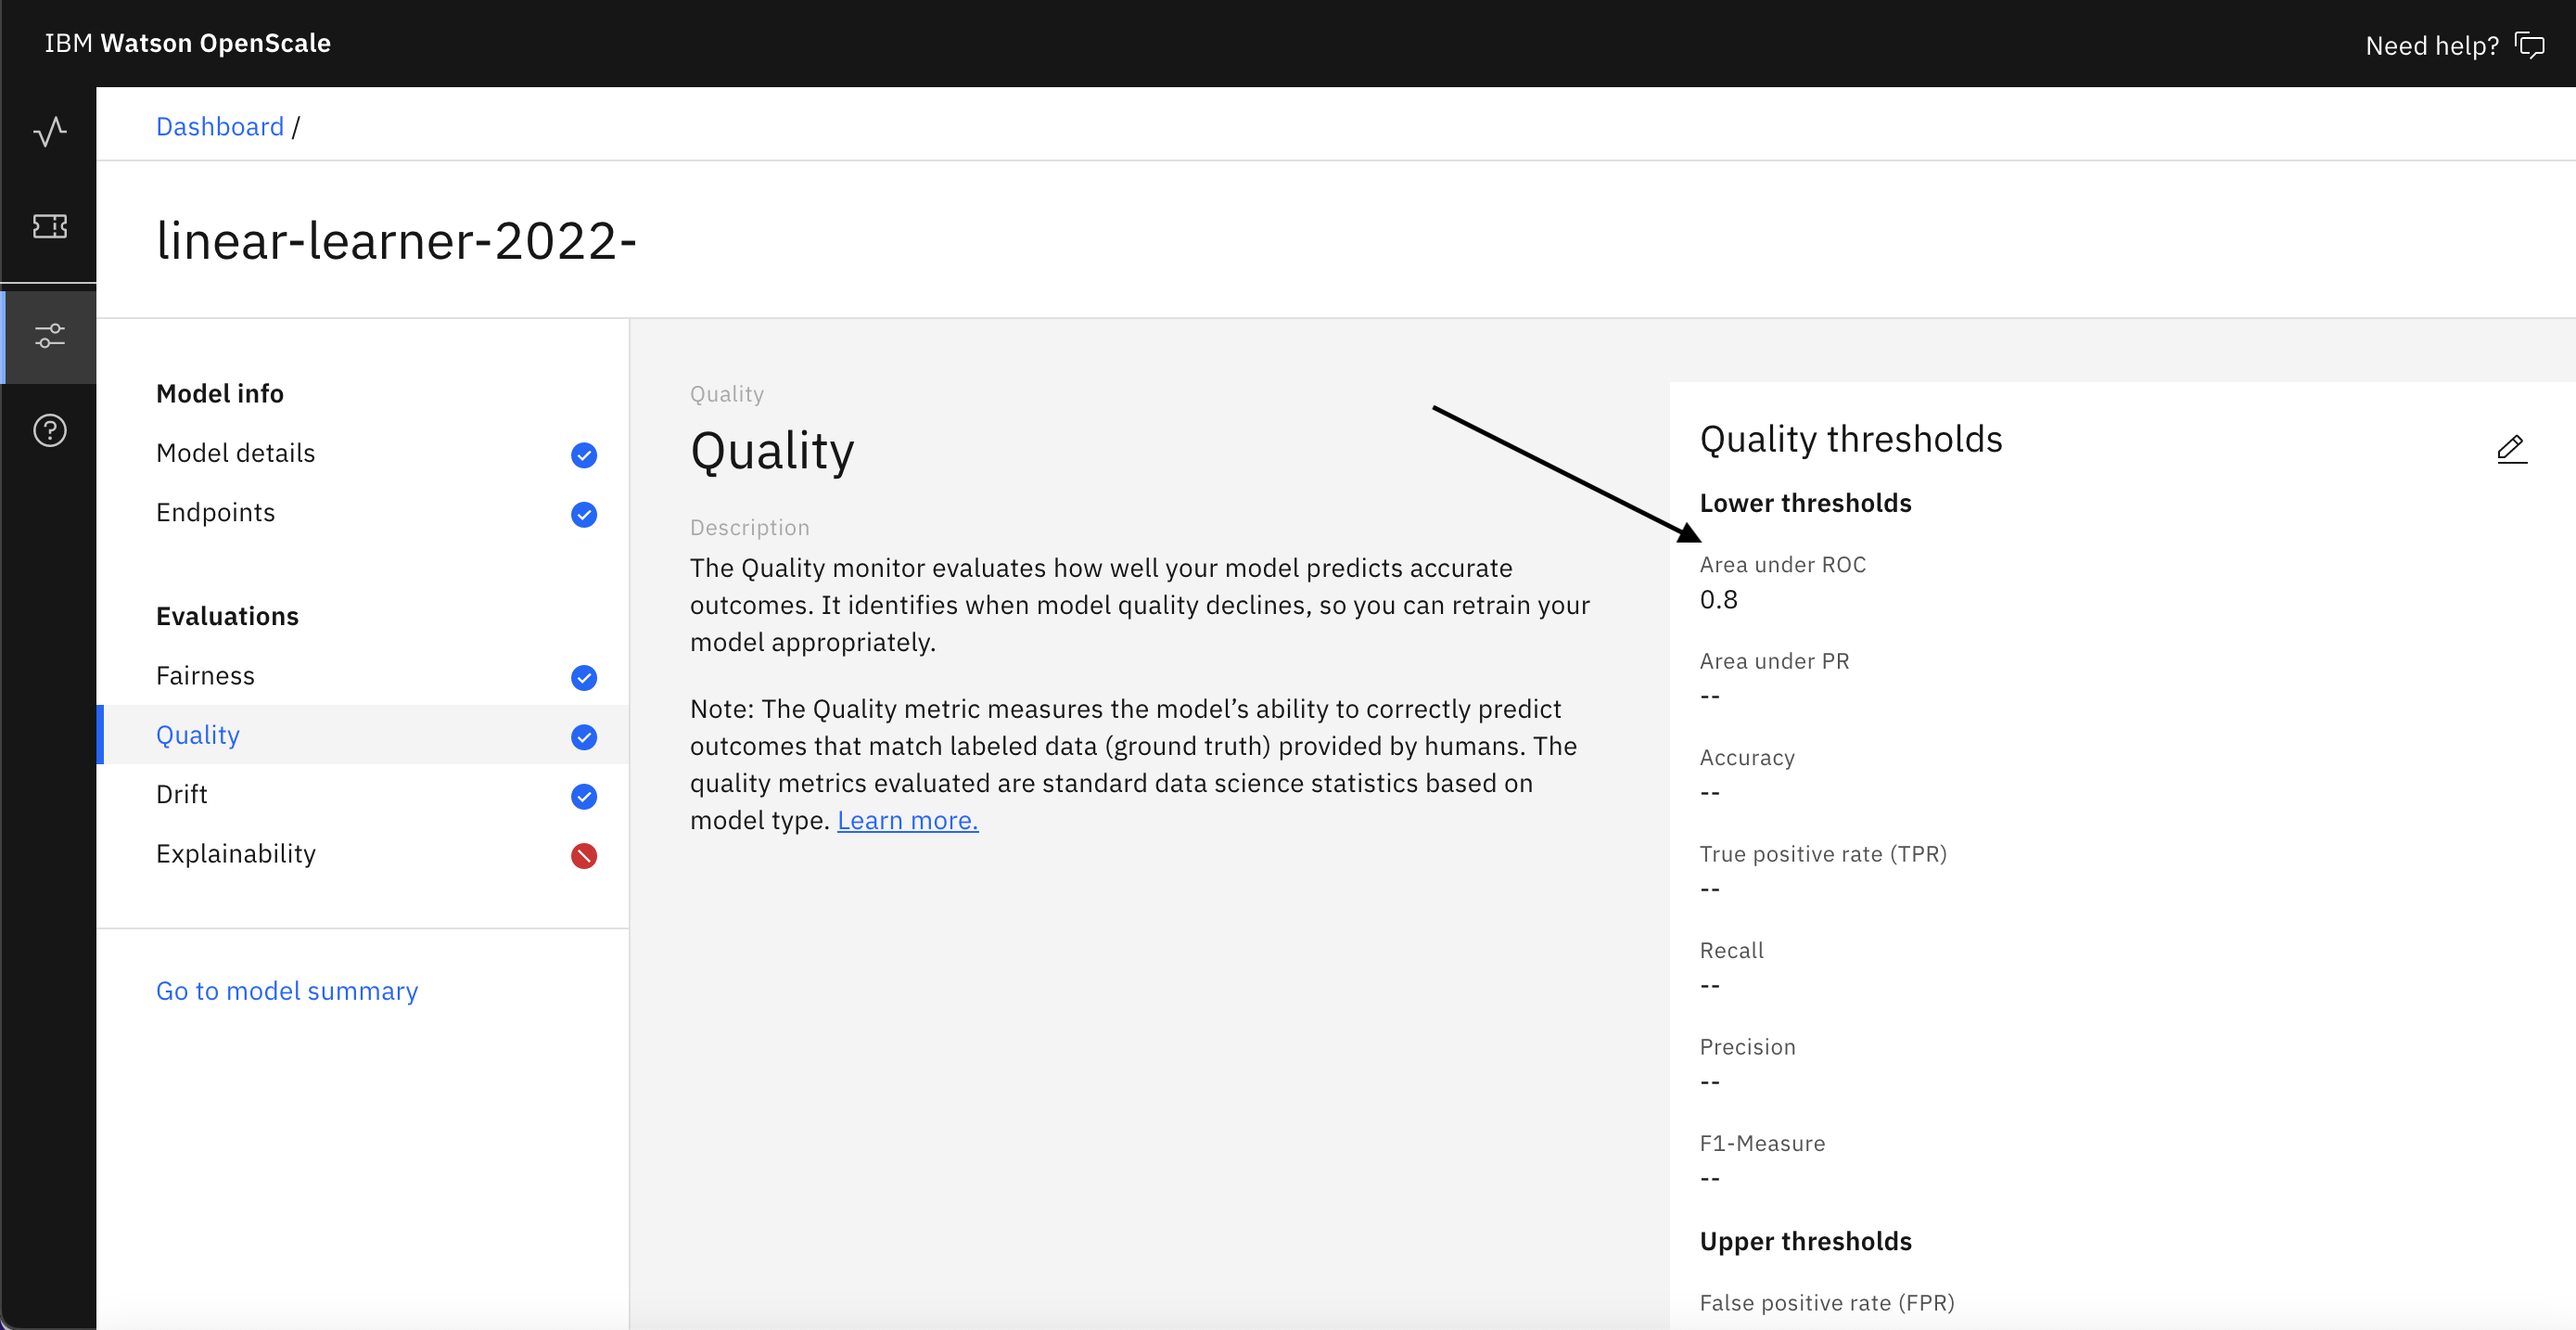 IBM Watson OpenScale
Need help?
Dashboard /
linear-learner-2022-
Model info
Model details
Endpoints
Evaluations
Fairness
Quality
Drift
Explainability
Go to model summary
Quality
Quality
Description
The Quality monitor evaluates how well your model predicts accurate
outcomes. It identifies when model quality declines, so you can retrain your
model appropriately.
Note: The Quality metric measures the model’s ability to correctly predict
outcomes that match labeled data (ground truth) provided by humans. The
quality metrics evaluated are standard data science statistics based on
model type. Learn more.
Quality thresholds
Lower thresholds
Area under ROC
0.8
Area under PR
--
Accuracy
--
True positive rate (TPR)
--
Recall
--
Precision
--
F1-Measure
--
Upper thresholds
False positive rate (FPR)